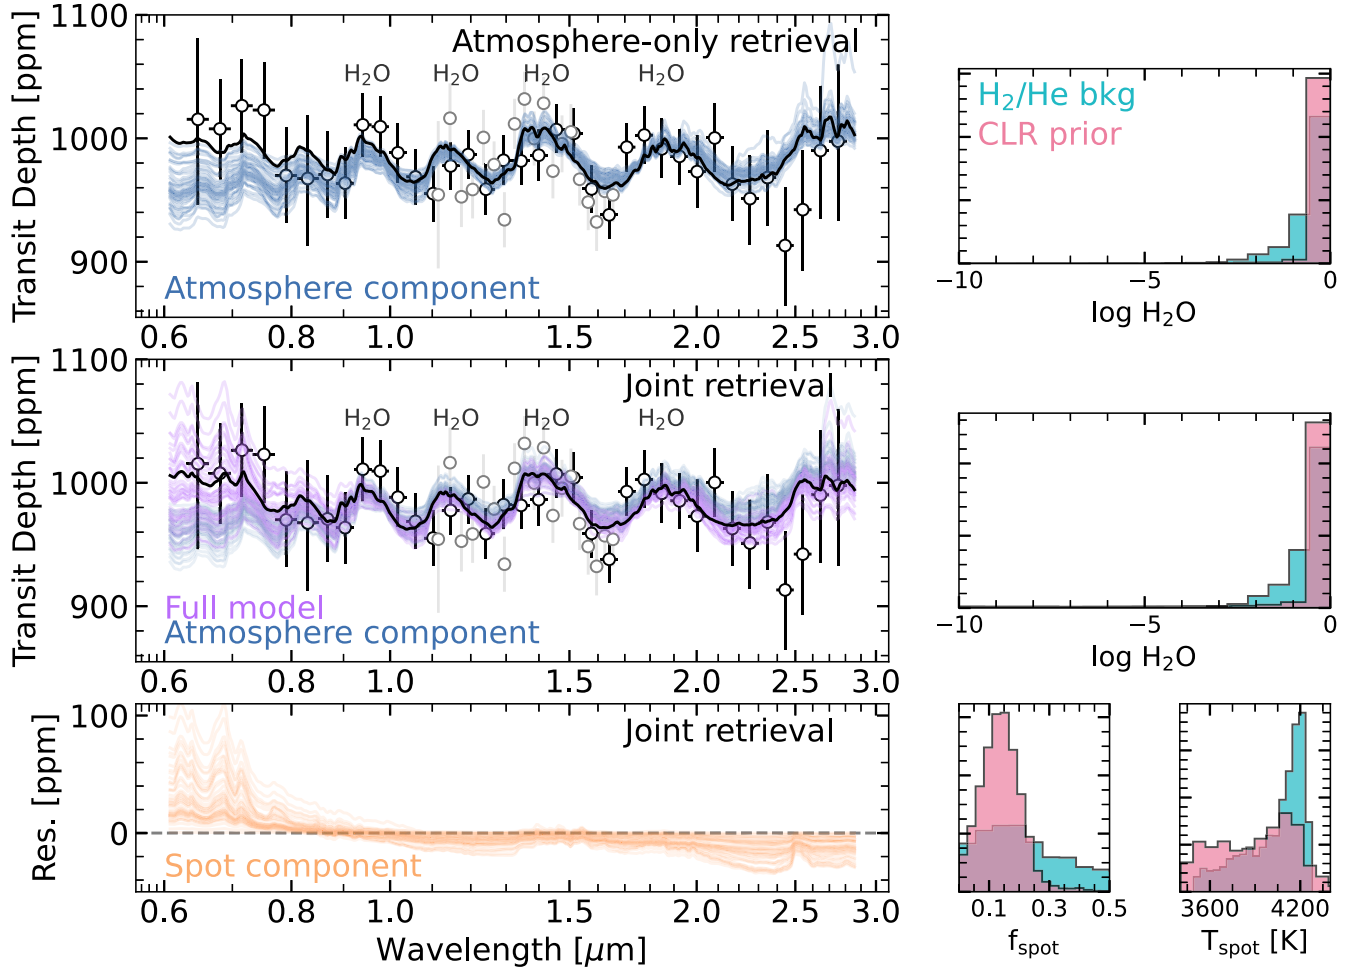 1100
1000
900
Transit Depth [ppm]
Atmosphere-only retrieval
H₂O H₂O H₂O H₂O
Atmosphere component
0.6 0.8 1.0 1.5 2.0 2.5 3.0
H₂/He bkg
CLR prior
−10 −5 0
log H₂O
1100
1000
900
Transit Depth [ppm]
Joint retrieval
H₂O H₂O H₂O H₂O
Full model
Atmosphere component
0.6 0.8 1.0 1.5 2.0 2.5 3.0
−10 −5 0
log H₂O
100
0
Res. [ppm]
Joint retrieval
Spot component
0.6 0.8 1.0 1.5 2.0 2.5 3.0
Wavelength [μm]
0.1 0.3 0.5
f_spot
3600 4200
T_spot [K]